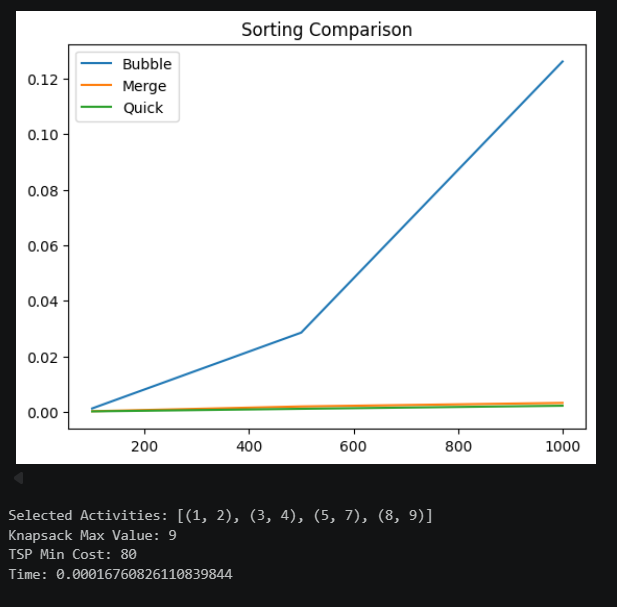 Sorting Comparison
Bubble
Merge
Quick
0.12
0.10
0.08
0.06
0.04
0.02
0.00
200 400 600 800 1000
Selected Activities: [(1, 2), (3, 4), (5, 7), (8, 9)]
Knapsack Max Value: 9
TSP Min Cost: 80
Time: 0.00016760826110839844